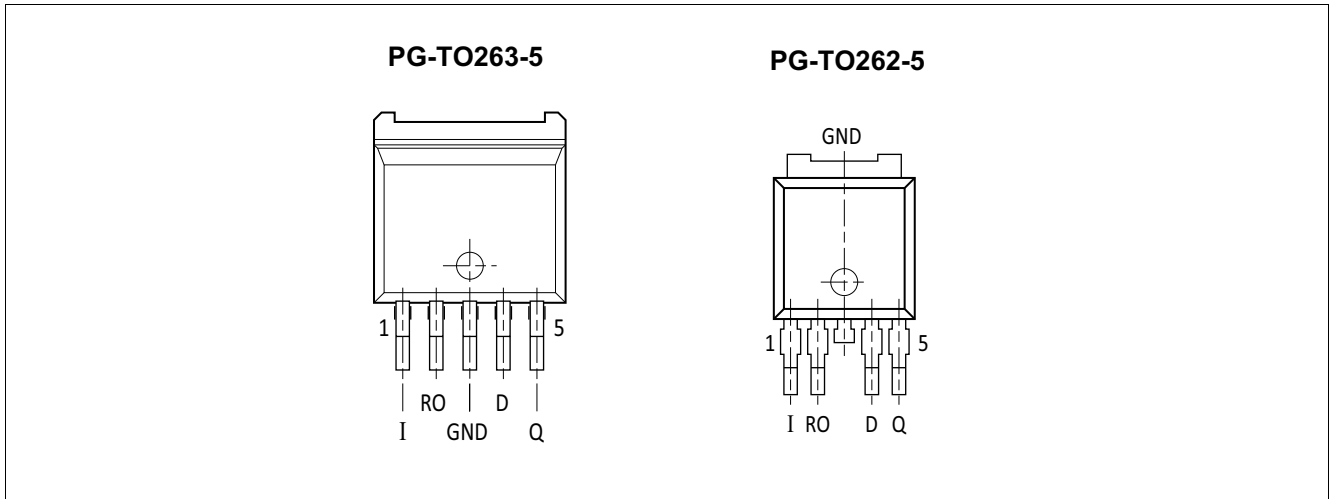 PG-TO263-5
1 5
RO D
I GND Q
PG-TO262-5
GND
1 5
I RO D Q